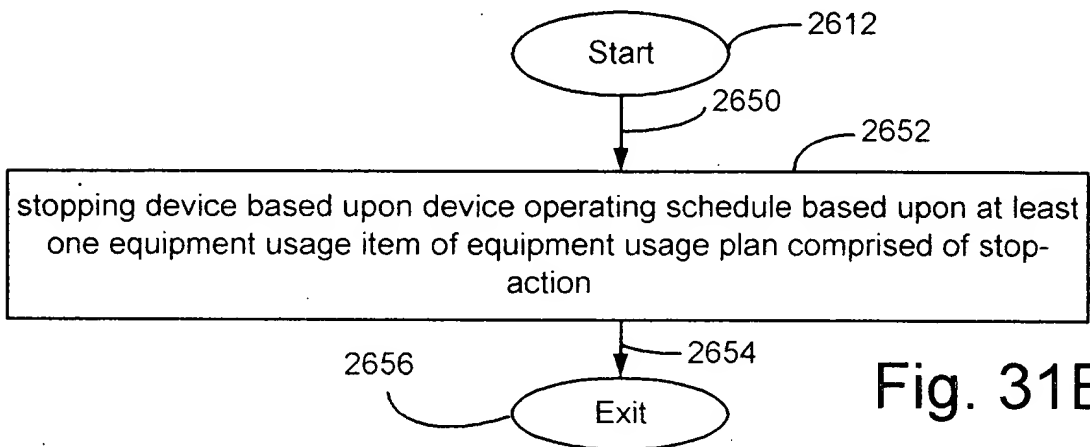 Start
2612
2650
2652
stopping device based upon device operating schedule based upon at least
one equipment usage item of equipment usage plan comprised of stop-
action
2654
2656
Exit
Fig. 31B